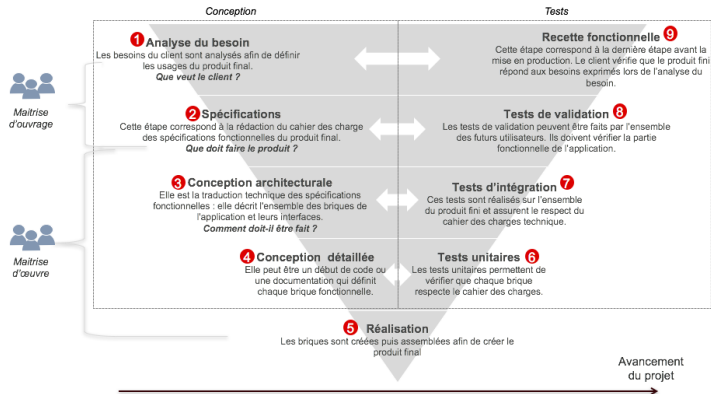 Conception
Tests
1 Analyse du besoin
Les besoins du client sont analysés afin de définir
les usages du produit final.
Que veut le client ?
Recette fonctionnelle 9
Cette étape correspond à la dernière étape avant la
mise en production. Le client vérifie que le produit fini
répond aux besoins exprimés lors de l'analyse du
besoin.
Maitrise
d'ouvrage
2 Spécifications
Cette étape correspond à la rédaction du cahier des charge
des spécifications fonctionnelles du produit final.
Que doit faire le produit ?
Tests de validation 8
Les tests de validation peuvent être faits par l'ensemble
des futurs utilisateurs. Ils doivent vérifier la partie
fonctionnelle de l'application.
3 Conception architecturale
Elle est la traduction technique des spécifications
fonctionnelles : elle décrit l'ensemble des briques de
l'application et leurs interfaces.
Comment doit-il être fait ?
Tests d'intégration 7
Ces tests sont réalisés sur l'ensemble
du produit fini et assurent le respect du
cahier des charges technique.
Maitrise
d'œuvre
4 Conception détaillée
Elle peut être un début de code ou
une documentation qui définit
chaque brique fonctionnelle.
Tests unitaires 6
Les tests unitaires permettent de
vérifier que chaque brique
respecte le cahier des charges.
5 Réalisation
Les briques sont créées puis assemblées afin de créer le
produit final
Avancement
du projet